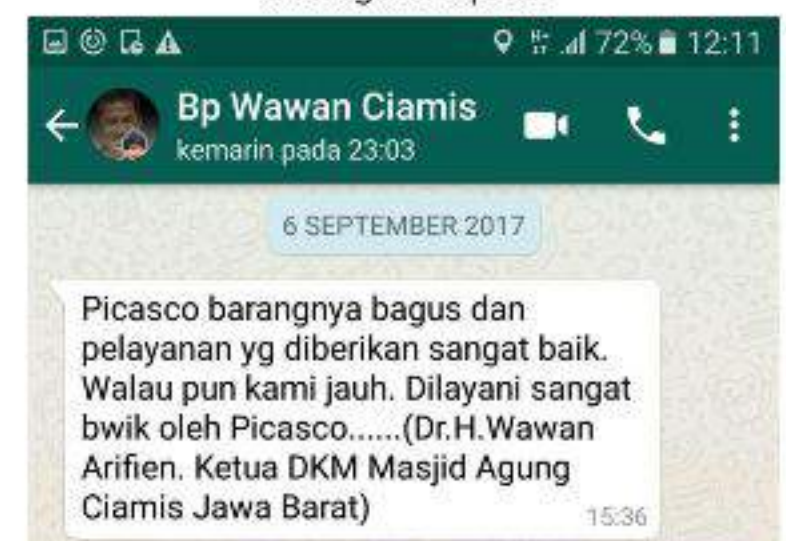 72% 12:11
Bp Wawan Ciamis
kemarin pada 23:03
6 SEPTEMBER 2017
Picasco barangnya bagus dan
pelayanan yg diberikan sangat baik.
Walau pun kami jauh. Dilayani sangat
bwik oleh Picasco......(Dr.H.Wawan
Arifien. Ketua DKM Masjid Agung
Ciamis Jawa Barat)
15:36